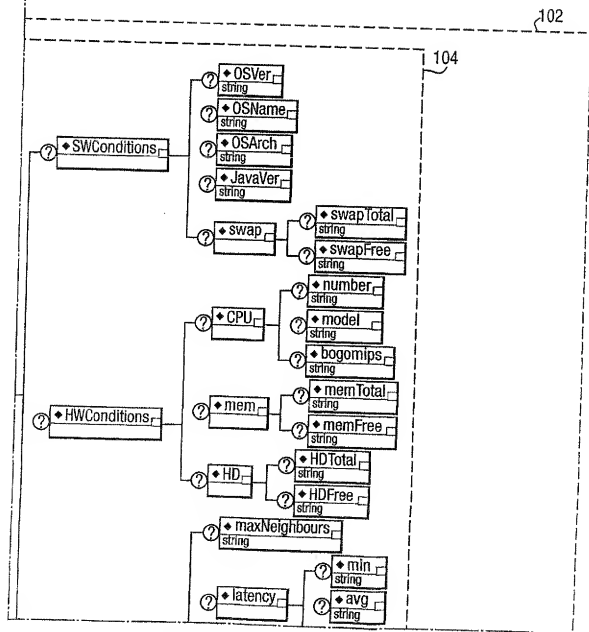 102
104
? ◆ OSVer
string
? ◆ OSName
string
? ◆ SWConditions
? ◆ OSArch
string
? ◆ JavaVer
string
? ◆ swap
? ◆ swapTotal
string
? ◆ swapFree
string
? ◆ HWConditions
? ◆ CPU
? ◆ number
string
? ◆ model
string
? ◆ bogomips
string
? ◆ mem
? ◆ memTotal
string
? ◆ memFree
string
? ◆ HD
? ◆ HDTotal
string
? ◆ HDFree
string
? ◆ maxNeighbours
string
? ◆ latency
? ◆ min
string
? ◆ avg
string